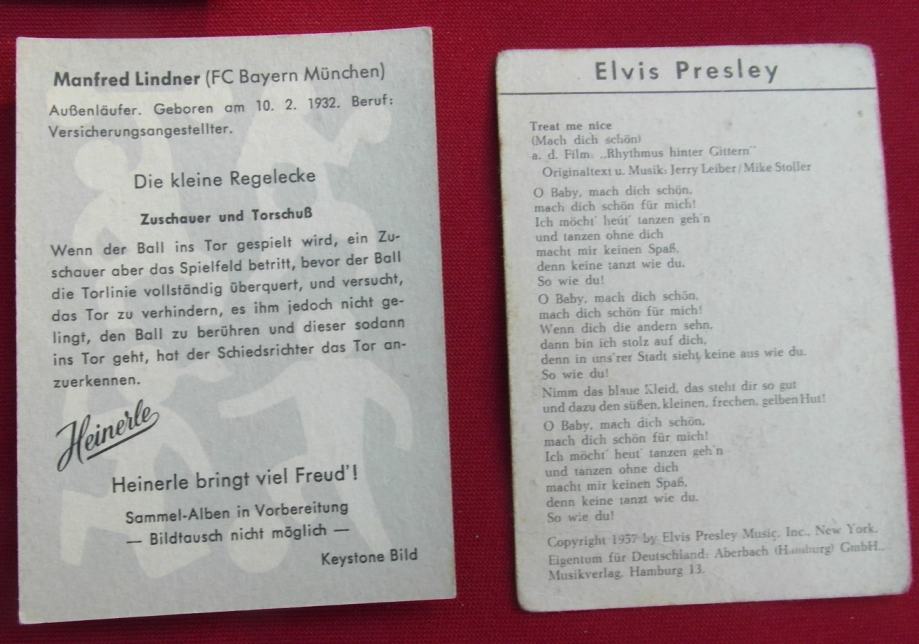 Manfred Lindner (FC Bayern München)
Außenläufer. Geboren am 10. 2. 1932. Beruf:
Versicherungsangestellter.
Die kleine Regelecke
Zuschauer und Torschuß
Wenn der Ball ins Tor gespielt wird, ein Zu-
schauer aber das Spielfeld betritt, bevor der Ball
die Torlinie vollständig überquert, und versucht,
das Tor zu verhindern, es ihm jedoch nicht ge-
lingt, den Ball zu berühren und dieser sodann
ins Tor geht, hat der Schiedsrichter das Tor an-
zuerkennen.
Heinerle
Heinerle bringt viel Freud'!
Sammel-Alben in Vorbereitung
— Bildtausch nicht möglich —
Keystone Bild
Elvis Presley
Treat me nice
(Mach dich schön)
a. d. Film: „Rhythmus hinter Gittern"
Originaltext u. Musik: Jerry Leiber/Mike Stoller
O Baby, mach dich schön,
mach dich schön für mich!
Ich möcht' heut' tanzen geh'n
und tanzen ohne dich
macht mir keinen Spaß,
denn keine tanzt wie du.
So wie du!
O Baby, mach dich schön,
mach dich schön für mich!
Wenn dich die andern sehn,
dann bin ich stolz auf dich,
denn in uns'rer Stadt sieht keine aus wie du.
So wie du!
Nimm das blaue Kleid, das steht dir so gut
und dazu den süßen, kleinen, frechen, gelben Hut!
O Baby, mach dich schön,
mach dich schön für mich!
Ich möcht' heut' tanzen geh'n
und tanzen ohne dich
macht mir keinen Spaß,
denn keine tanzt wie du.
So wie du!
Copyright 1957 by Elvis Presley Music, Inc., New York.
Eigentum für Deutschland: Aberbach (Hamburg) GmbH.,
Musikverlag, Hamburg 13.